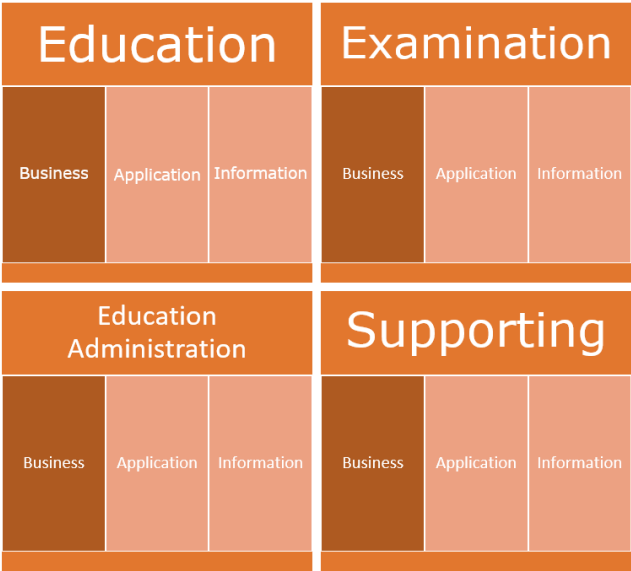 Education
Business
Application
Information
Examination
Business
Application
Information
Education
Administration
Business
Application
Information
Supporting
Business
Application
Information